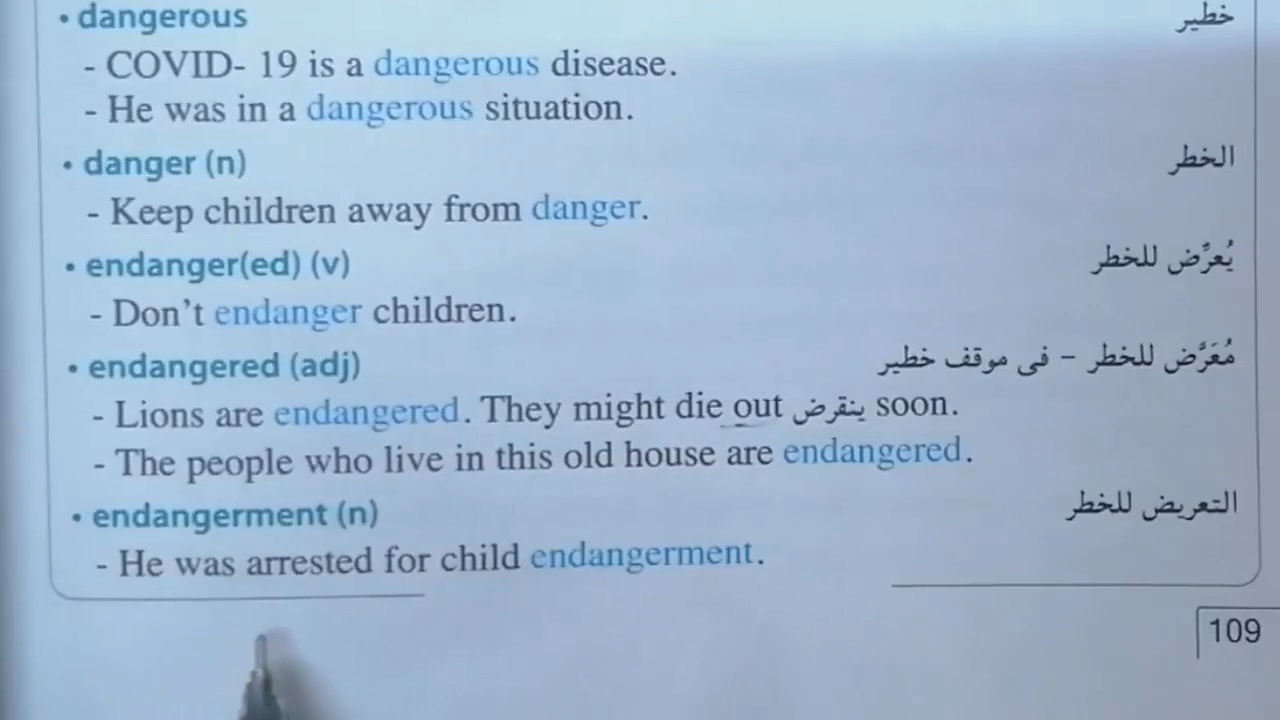 • dangerous خطير
- COVID- 19 is a dangerous disease.
- He was in a dangerous situation.
• danger (n) الخطر
- Keep children away from danger.
• endanger(ed) (v) يُعرِّض للخطر
- Don't endanger children.
• endangered (adj) مُعَرَّض للخطر – فى موقف خطير
- Lions are endangered. They might die out ينقرض soon.
- The people who live in this old house are endangered.
• endangerment (n) التعريض للخطر
- He was arrested for child endangerment.
109